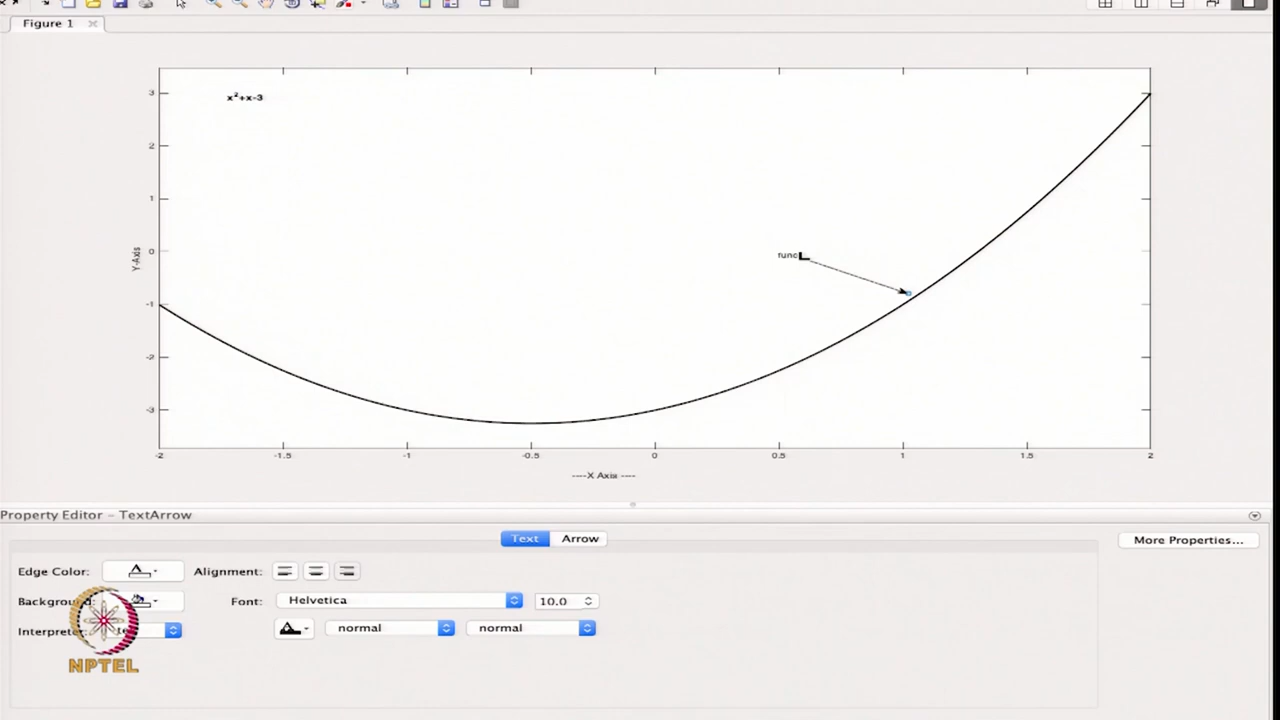 Figure 1
x²+x-3
3
2
1
0
-1
-2
-3
Y-Axis
func
-2
-1.5
-1
-0.5
0
0.5
1
1.5
2
----X Axis ----
Property Editor – TextArrow
Text
Arrow
More Properties...
Edge Color:
Alignment:
Background:
Font:
Helvetica
10.0
normal
normal
NPTEL